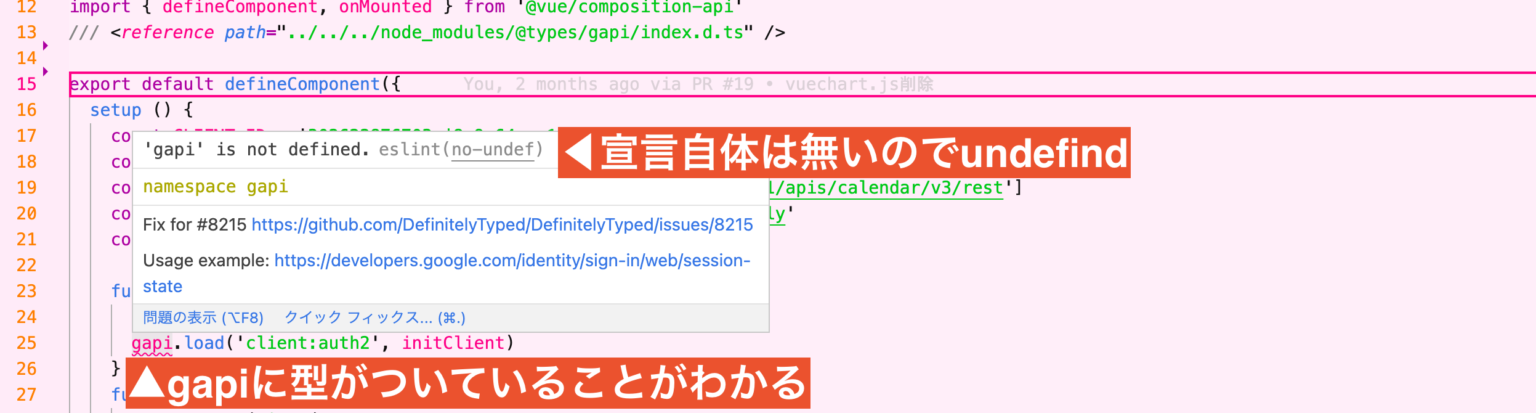 12 import { defineComponent, onMounted } from '@vue/composition-api'
13 /// <reference path="../../../node_modules/@types/gapi/index.d.ts" />
14
15 export default defineComponent({ You, 2 months ago via PR #19 • vuechart.js削除
16 setup () {
17 co
'gapi' is not defined. eslint(no-undef)
◀宣言自体は無いのでundefind
18 co
namespace gapi
19 co l/apis/calendar/v3/rest']
20 co ly'
Fix for #8215 https://github.com/DefinitelyTyped/DefinitelyTyped/issues/8215
21 co
22
Usage example: https://developers.google.com/identity/sign-in/web/session-
state
23 fu
24
問題の表示 (⌥F8) クイック フィックス... (⌘.)
25 gapi.load('client:auth2', initClient)
26 }
▲gapiに型がついていることがわかる
27 fu